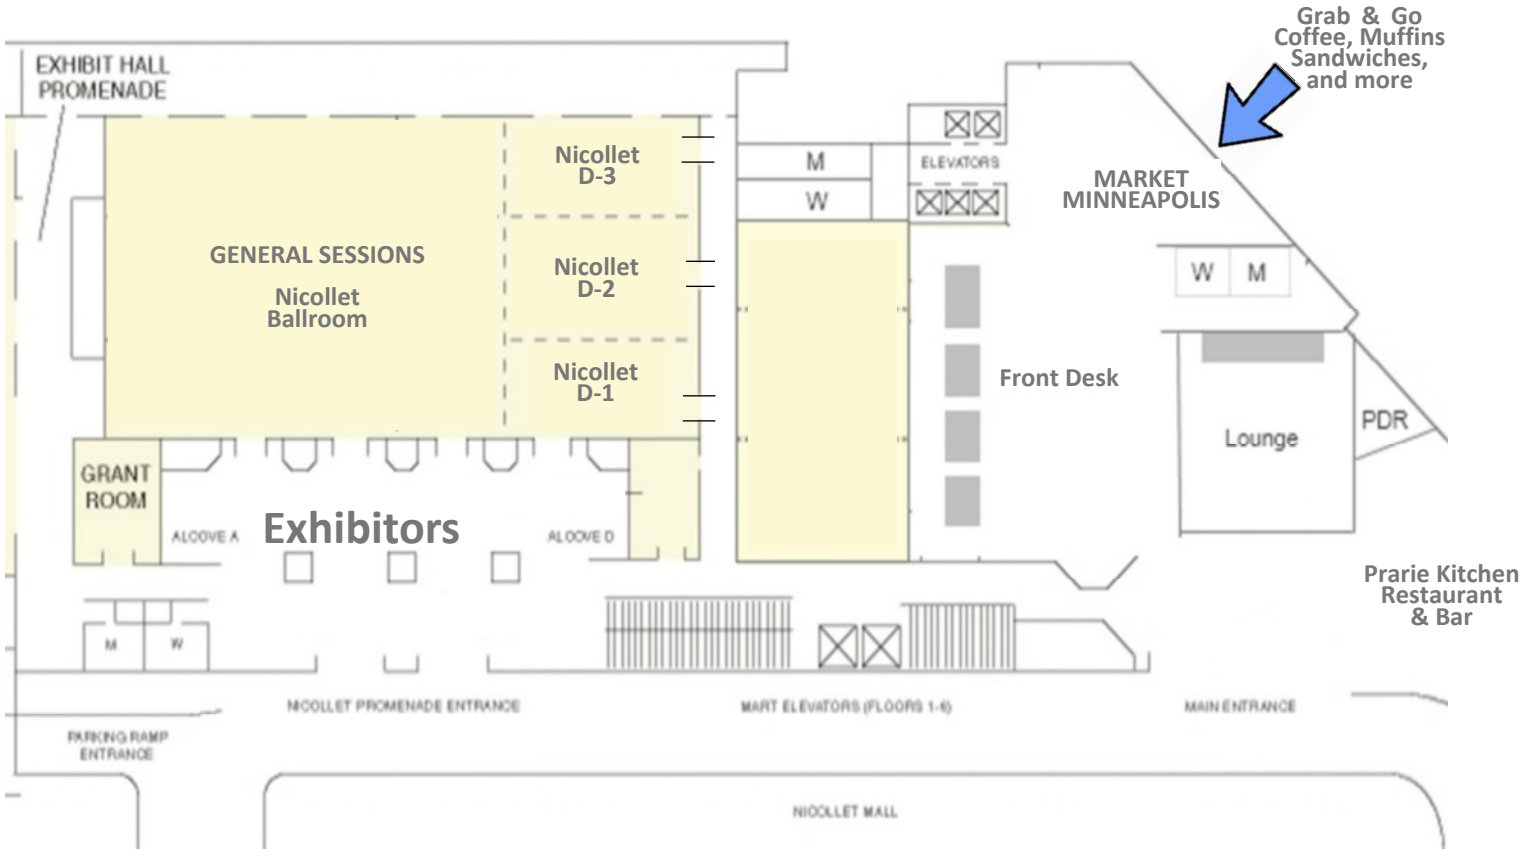 Grab & Go
Coffee, Muffins
Sandwiches,
and more
EXHIBIT HALL
PROMENADE
Nicollet
D-3
M
W
ELEVATORS
MARKET
MINNEAPOLIS
GENERAL SESSIONS
Nicollet
Ballroom
Nicollet
D-2
W M
Nicollet
D-1
Front Desk
Lounge
PDR
GRANT
ROOM
ALCOVE A
Exhibitors
ALCOVE D
Prarie Kitchen
Restaurant
& Bar
M W
NICOLLET PROMENADE ENTRANCE
MART ELEVATORS (FLOORS 1-6)
MAIN ENTRANCE
PARKING RAMP
ENTRANCE
NICOLLET MALL